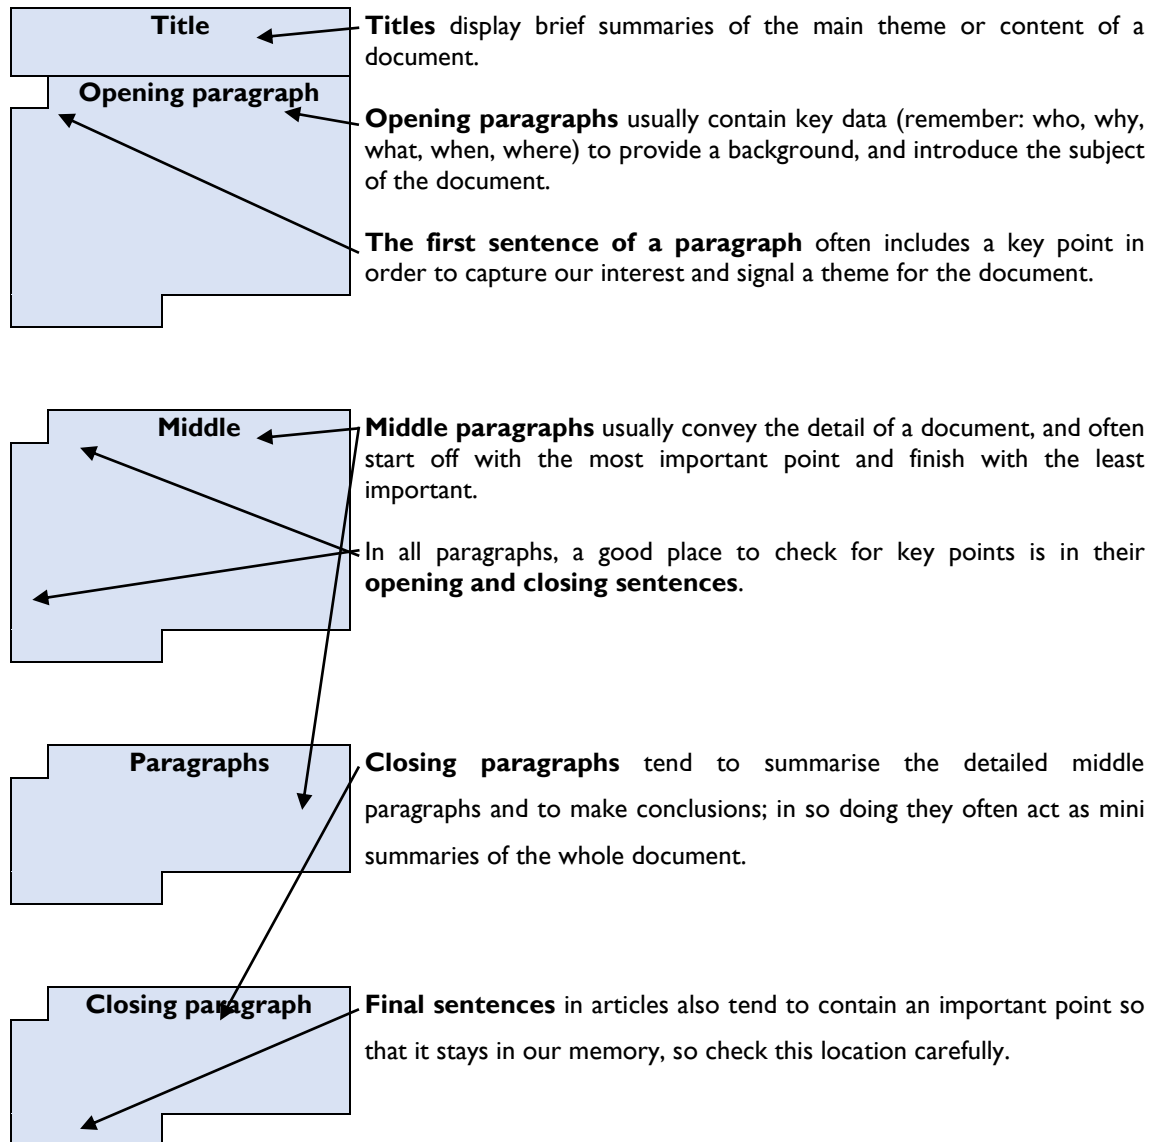 Title
Titles display brief summaries of the main theme or content of a
document.
Opening paragraph
Opening paragraphs usually contain key data (remember: who, why,
what, when, where) to provide a background, and introduce the subject
of the document.
The first sentence of a paragraph often includes a key point in
order to capture our interest and signal a theme for the document.
Middle
Middle paragraphs usually convey the detail of a document, and often
start off with the most important point and finish with the least
important.
In all paragraphs, a good place to check for key points is in their
opening and closing sentences.
Paragraphs
Closing paragraphs tend to summarise the detailed middle
paragraphs and to make conclusions; in so doing they often act as mini
summaries of the whole document.
Closing paragraph
Final sentences in articles also tend to contain an important point so
that it stays in our memory, so check this location carefully.